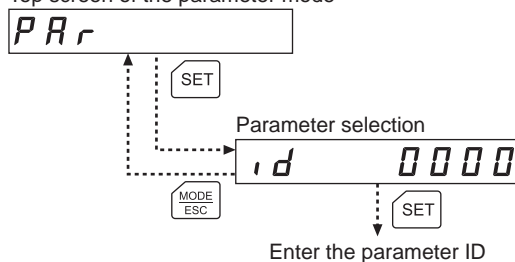 Top screen of the parameter mode
PAr
SET
Parameter selection
id 0000
MODE
ESC
SET
Enter the parameter ID